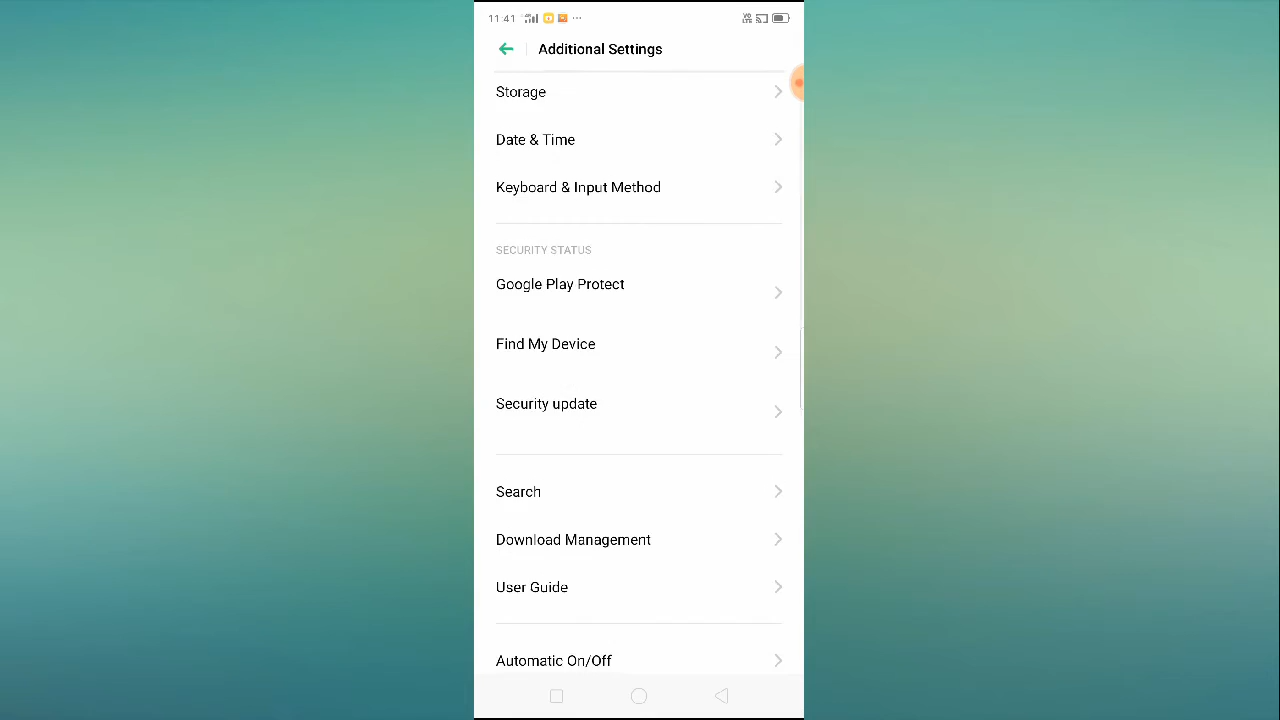 11:41
Additional Settings
Storage
Date & Time
Keyboard & Input Method
SECURITY STATUS
Google Play Protect
Find My Device
Security update
Search
Download Management
User Guide
Automatic On/Off